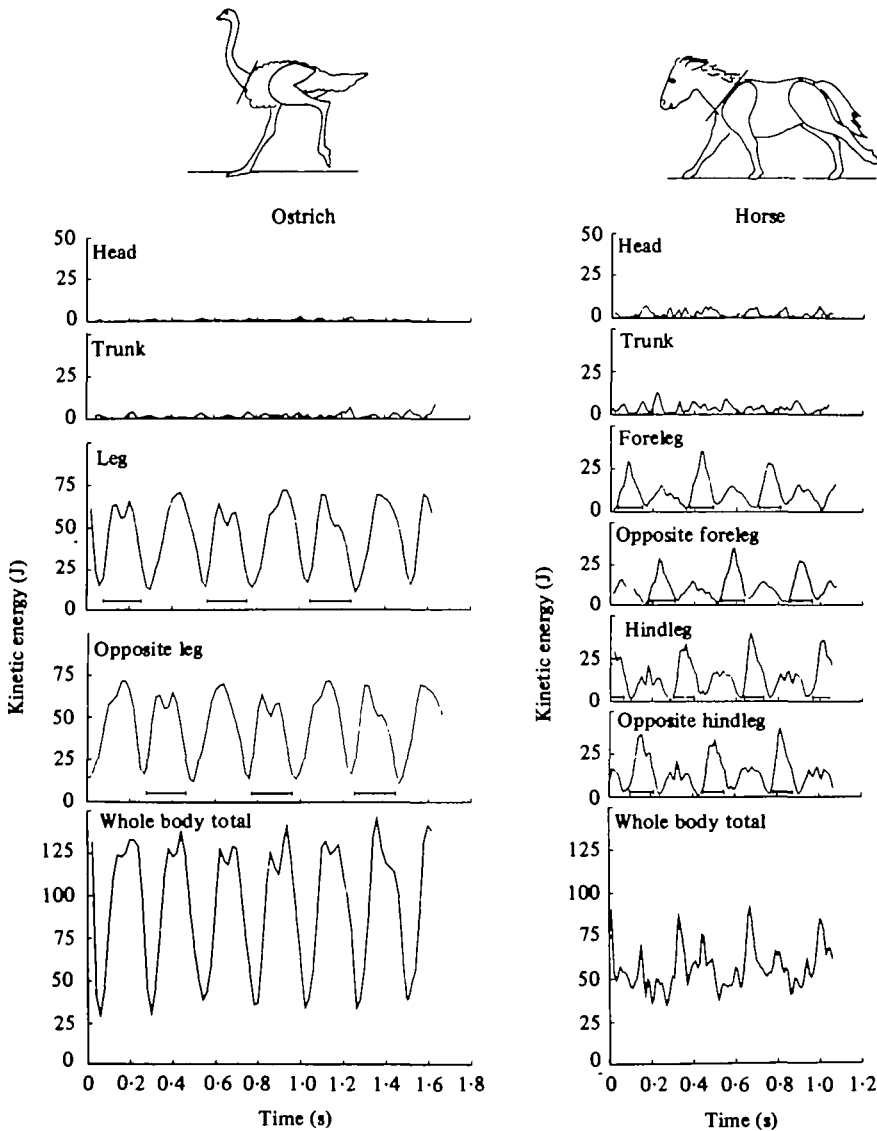 Ostrich
50
Head
25
0
Trunk
25
0
Leg
75
50
25
0
Opposite leg
75
50
25
0
Whole body total
125
100
75
50
25
0
0 0·2 0·4 0·6 0·8 1·0 1·2 1·4 1·6 1·8
Time (s)
Kinetic energy (J)
Horse
50
Head
25
0
Trunk
25
0
Foreleg
25
0
Opposite foreleg
25
0
Hindleg
25
0
Opposite hindleg
25
0
Whole body total
125
100
75
50
25
0
0 0·2 0·4 0·6 0·8 1·0 1·2
Time (s)
Kinetic energy (J)